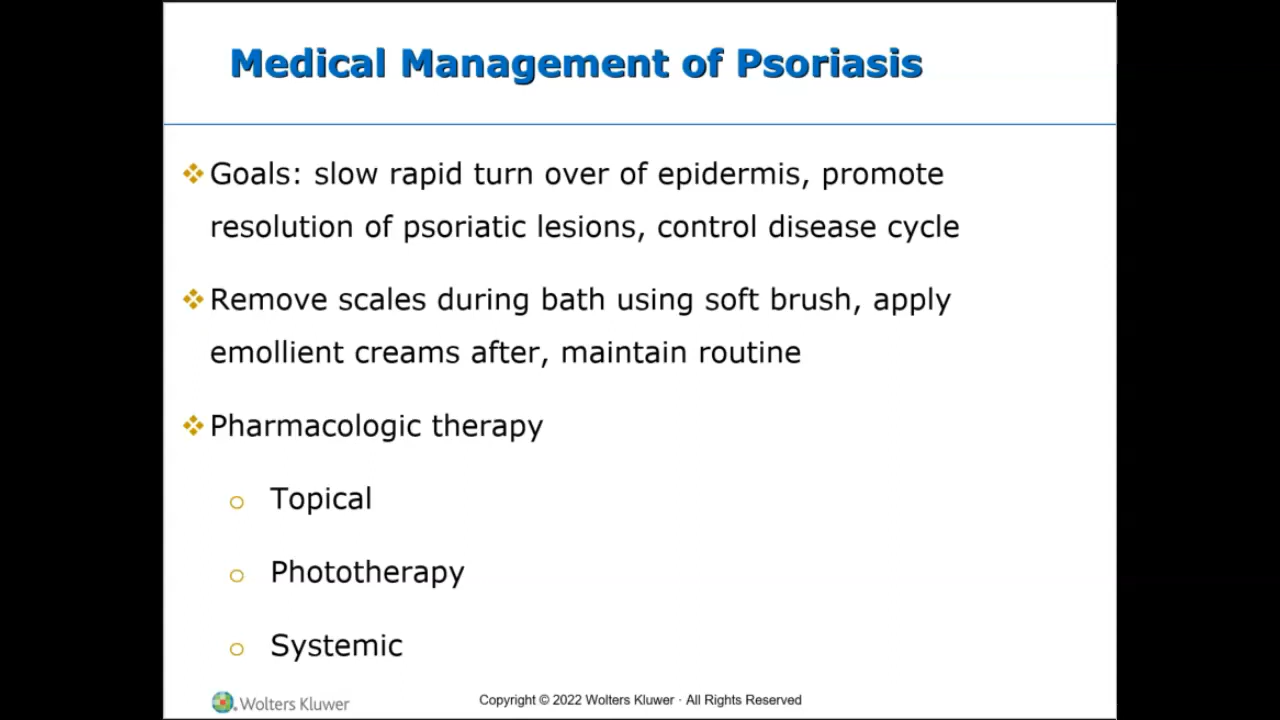 Medical Management of Psoriasis
Goals: slow rapid turn over of epidermis, promote
resolution of psoriatic lesions, control disease cycle
Remove scales during bath using soft brush, apply
emollient creams after, maintain routine
Pharmacologic therapy
Topical
Phototherapy
Systemic
Wolters Kluwer
Copyright © 2022 Wolters Kluwer · All Rights Reserved